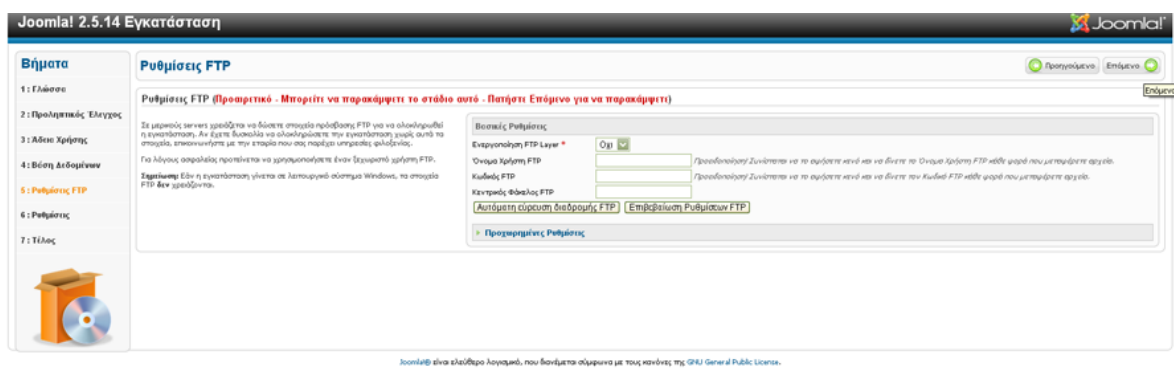 Joomla! 2.5.14 Εγκατάσταση
Joomla!
Βήματα
1 : Γλώσσα
2 : Προληπτικός Έλεγχος
3 : Άδεια Χρήσης
4 : Βάση Δεδομένων
5 : Ρυθμίσεις FTP
6 : Ρυθμίσεις
7 : Τέλος
Ρυθμίσεις FTP
Προηγούμενο
Επόμενο
Επόμενο
Ρυθμίσεις FTP (Προαιρετικό - Μπορείτε να παρακάμψετε το στάδιο αυτό - Πατήστε Επόμενο για να παρακάμψετε)
Σε μερικούς servers χρειάζεται να δώσετε στοιχεία πρόσβασης FTP για να ολοκληρωθεί
η εγκατάσταση. Αν έχετε δυσκολία να ολοκληρώσετε την εγκατάσταση χωρίς αυτά τα
στοιχεία, επικοινωνήστε με την εταιρία που σας παρέχει υπηρεσίες φιλοξενίας.
Για λόγους ασφαλείας προτείνεται να χρησιμοποιήσετε έναν ξεχωριστό χρήστη FTP.
Σημείωση: Εάν η εγκατάσταση γίνεται σε λειτουργικό σύστημα Windows, τα στοιχεία
FTP δεν χρειάζονται.
Βασικές Ρυθμίσεις
Ενεργοποίηση FTP Layer * Όχι
Όνομα Χρήστη FTP
Προειδοποίηση! Συνίσταται να το αφήσετε κενό και να δίνετε το Όνομα Χρήστη FTP κάθε φορά που μεταφέρετε αρχεία.
Κωδικός FTP
Προειδοποίηση! Συνίσταται να το αφήσετε κενό και να δίνετε τον Κωδικό FTP κάθε φορά που μεταφέρετε αρχεία.
Κεντρικός Φάκελος FTP
Αυτόματη εύρεση διαδρομής FTP
Επιβεβαίωση Ρυθμίσεων FTP
Προχωρημένες Ρυθμίσεις
Joomla!® είναι ελεύθερο λογισμικό, που διανέμεται σύμφωνα με τους κανόνες της GNU General Public License.